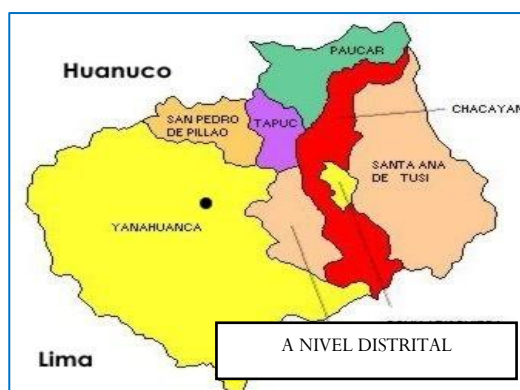 PAUCAR
Huanuco
CHACAYAN
SAN PEDRO
DE PILLAO
TAPUC
SANTA ANA
DE TUSI
YANAHUANCA
A NIVEL DISTRITAL
Lima